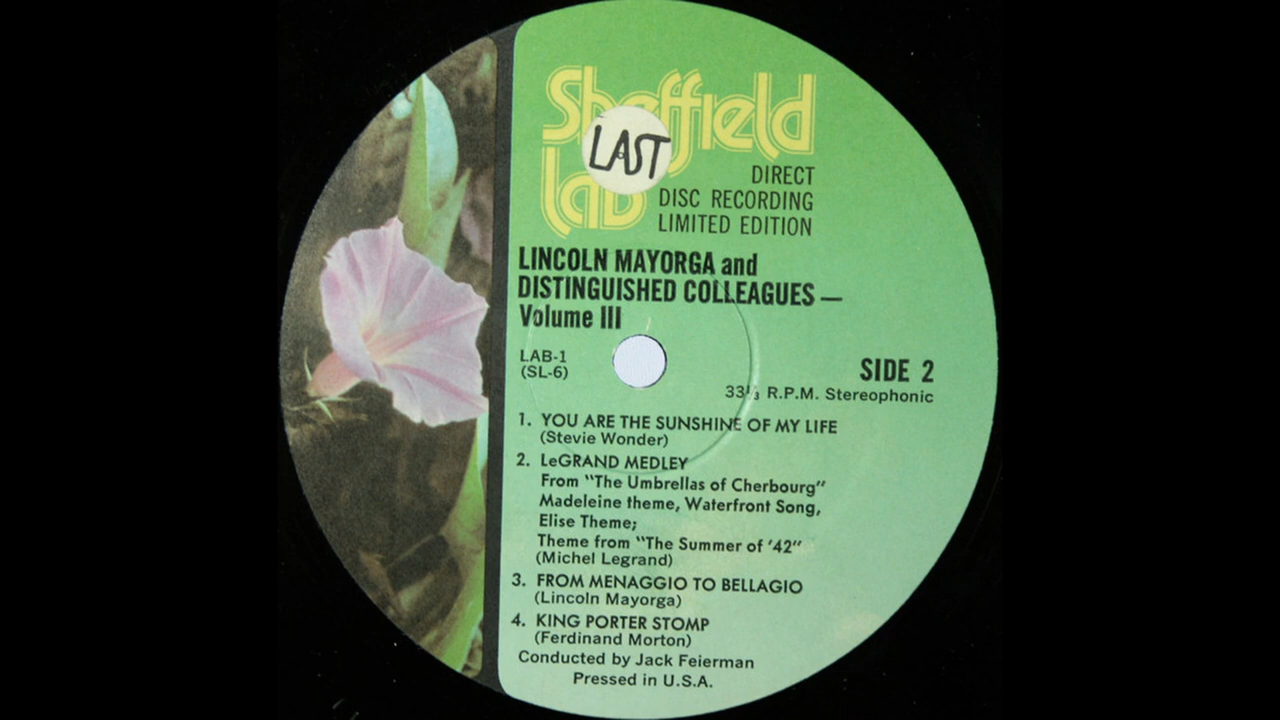 Sheffield
LAST
lab
DIRECT
DISC RECORDING
LIMITED EDITION
LINCOLN MAYORGA and
DISTINGUISHED COLLEAGUES —
Volume III
LAB-1
(SL-6)
SIDE 2
33⅓ R.P.M. Stereophonic
1. YOU ARE THE SUNSHINE OF MY LIFE
(Stevie Wonder)
2. LeGRAND MEDLEY
From "The Umbrellas of Cherbourg"
Madeleine theme, Waterfront Song,
Elise Theme;
Theme from "The Summer of '42"
(Michel Legrand)
3. FROM MENAGGIO TO BELLAGIO
(Lincoln Mayorga)
4. KING PORTER STOMP
(Ferdinand Morton)
Conducted by Jack Feierman
Pressed in U.S.A.